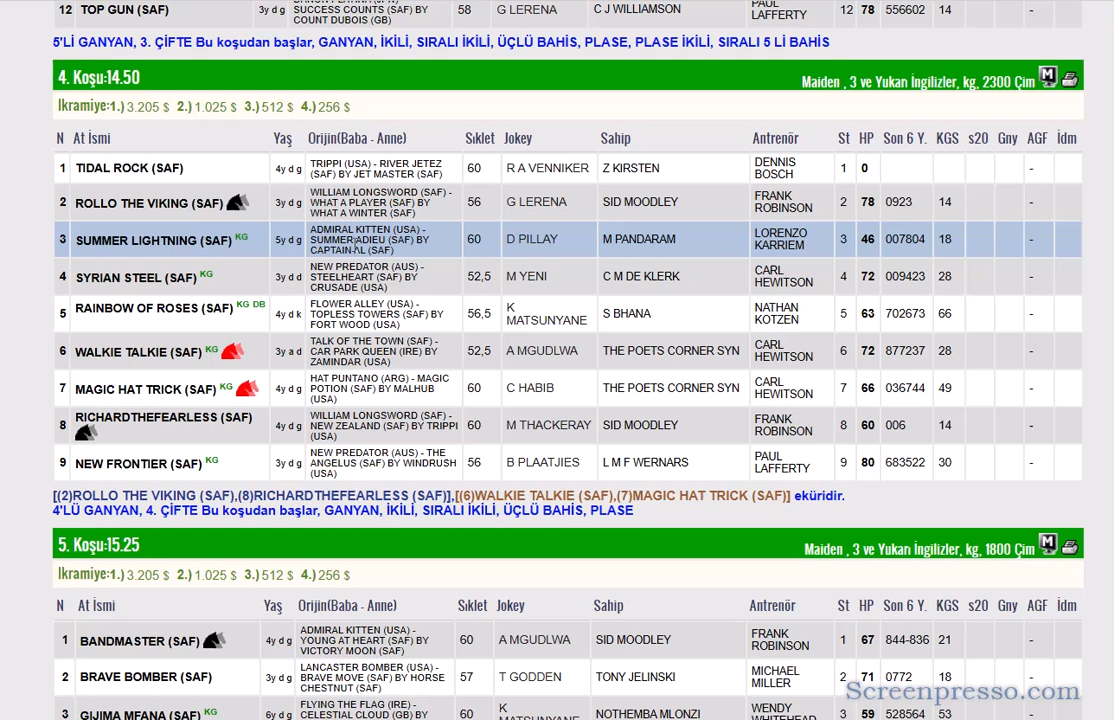 12 TOP GUN (SAF) 3y d g SUCCESS COUNTS (SAF) BY COUNT DUBOIS (GB) 58 G LERENA C J WILLIAMSON PAUL LAFFERTY 12 78 556602 14
5'Lİ GANYAN, 3. ÇİFTE Bu koşudan başlar, GANYAN, İKİLİ, SIRALI İKİLİ, ÜÇLÜ BAHİS, PLASE, PLASE İKİLİ, SIRALI 5 Lİ BAHİS
4. Koşu:14.50 Maiden , 3 ve Yukarı İngilizler, kg, 2300 Çim
İkramiye:1.) 3.205 $ 2.) 1.025 $ 3.) 512 $ 4.) 256 $
N At İsmi Yaş Orijin(Baba - Anne) Sıklet Jokey Sahip Antrenör St HP Son 6 Y. KGS s20 Gny AGF İdm
1 TIDAL ROCK (SAF) 4y d g TRIPPI (USA) - RIVER JETEZ (SAF) BY JET MASTER (SAF) 60 R A VENNIKER Z KIRSTEN DENNIS BOSCH 1 0 -
2 ROLLO THE VIKING (SAF) 3y d g WILLIAM LONGSWORD (SAF) - WHAT A PLAYER (SAF) BY WHAT A WINTER (SAF) 56 G LERENA SID MOODLEY FRANK ROBINSON 2 78 0923 14 -
3 SUMMER LIGHTNING (SAF) KG 5y d g ADMIRAL KITTEN (USA) - SUMMER ADIEU (SAF) BY CAPTAIN AL (SAF) 60 D PILLAY M PANDARAM LORENZO KARRIEM 3 46 007804 18 -
4 SYRIAN STEEL (SAF) KG 3y d d NEW PREDATOR (AUS) - STEELHEART (SAF) BY CRUSADE (USA) 52,5 M YENI C M DE KLERK CARL HEWITSON 4 72 009423 28 -
5 RAINBOW OF ROSES (SAF) KG DB 4y d k FLOWER ALLEY (USA) - TOPLESS TOWERS (SAF) BY FORT WOOD (USA) 56,5 K MATSUNYANE S BHANA NATHAN KOTZEN 5 63 702673 66 -
6 WALKIE TALKIE (SAF) KG 3y a d TALK OF THE TOWN (SAF) - CAR PARK QUEEN (IRE) BY ZAMINDAR (USA) 52,5 A MGUDLWA THE POETS CORNER SYN CARL HEWITSON 6 72 877237 28 -
7 MAGIC HAT TRICK (SAF) KG 4y d g HAT PUNTANO (ARG) - MAGIC POTION (SAF) BY MALHUB (USA) 60 C HABIB THE POETS CORNER SYN CARL HEWITSON 7 66 036744 49 -
8 RICHARDTHEFEARLESS (SAF) 4y d g WILLIAM LONGSWORD (SAF) - NEW ZEALAND (SAF) BY TRIPPI (USA) 60 M THACKERAY SID MOODLEY FRANK ROBINSON 8 60 006 14 -
9 NEW FRONTIER (SAF) KG 3y d g NEW PREDATOR (AUS) - THE ANGELUS (SAF) BY WINDRUSH (USA) 56 B PLAATJIES L M F WERNARS PAUL LAFFERTY 9 80 683522 30 -
[(2)ROLLO THE VIKING (SAF),(8)RICHARDTHEFEARLESS (SAF)],[(6)WALKIE TALKIE (SAF),(7)MAGIC HAT TRICK (SAF)] eküridir.
4'LÜ GANYAN, 4. ÇİFTE Bu koşudan başlar, GANYAN, İKİLİ, SIRALI İKİLİ, ÜÇLÜ BAHİS, PLASE
5. Koşu:15.25 Maiden , 3 ve Yukarı İngilizler, kg, 1800 Çim
İkramiye:1.) 3.205 $ 2.) 1.025 $ 3.) 512 $ 4.) 256 $
N At İsmi Yaş Orijin(Baba - Anne) Sıklet Jokey Sahip Antrenör St HP Son 6 Y. KGS s20 Gny AGF İdm
1 BANDMASTER (SAF) 4y d g ADMIRAL KITTEN (USA) - YOUNG AT HEART (SAF) BY VICTORY MOON (SAF) 60 A MGUDLWA SID MOODLEY FRANK ROBINSON 1 67 844-836 21 -
2 BRAVE BOMBER (SAF) 3y d g LANCASTER BOMBER (USA) - BRAVE MOVE (SAF) BY HORSE CHESTNUT (SAF) 57 T GODDEN TONY JELINSKI MICHAEL MILLER 2 71 0772 18 -
3 GIJIMA MFANA (SAF) KG 6y d g FLYING THE FLAG (IRE) - CELESTIAL CLOUD (GB) BY 60 K MATSUNYANE NOTHEMBA MLONZI WENDY WHITEHEAD 3 59 528564 53 -
Screenpresso.com